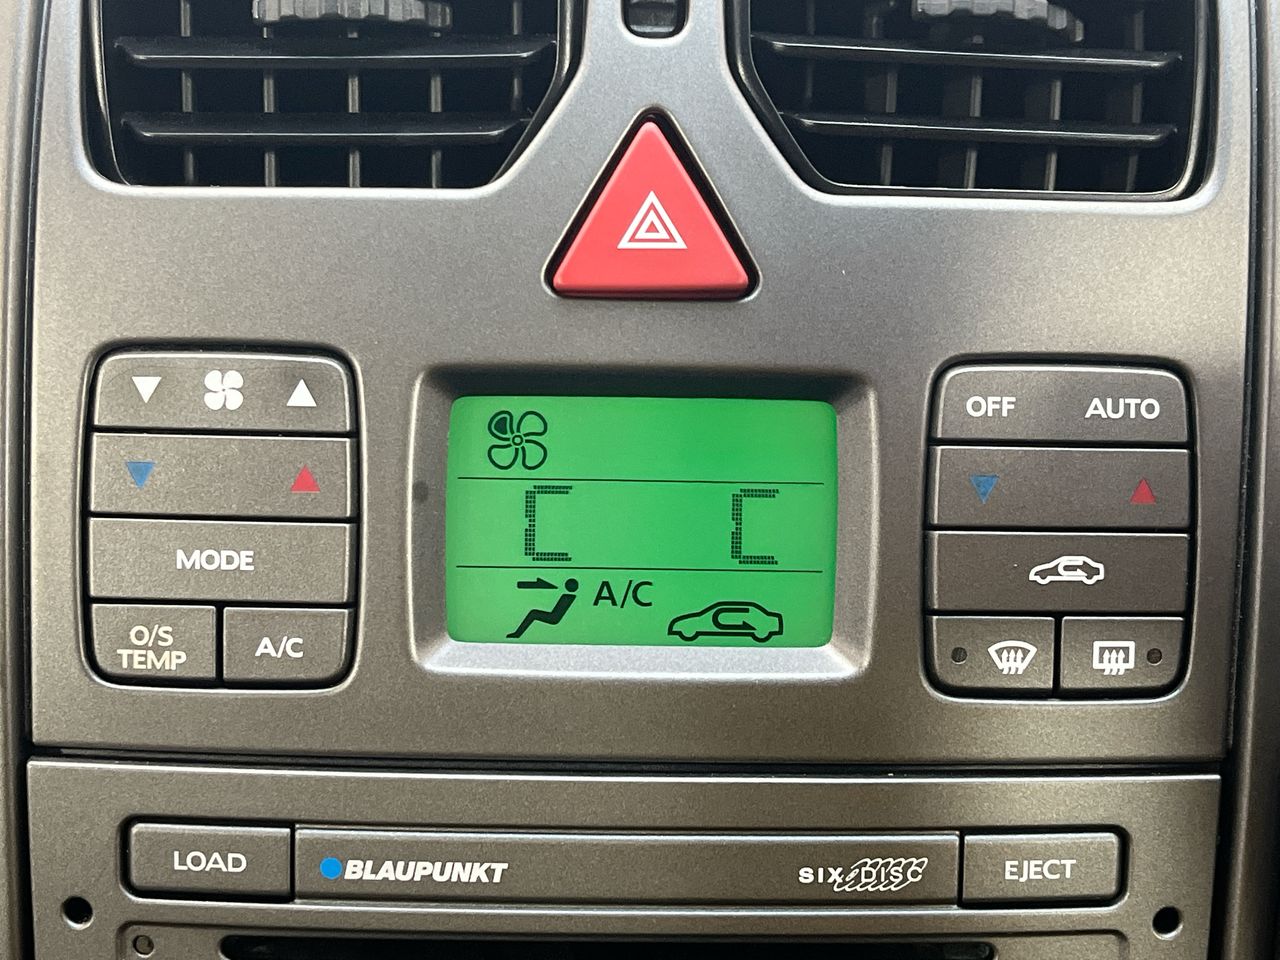 OFF AUTO
C C
MODE
A/C
O/S
TEMP
A/C
LOAD
BLAUPUNKT
SIX DISC
EJECT